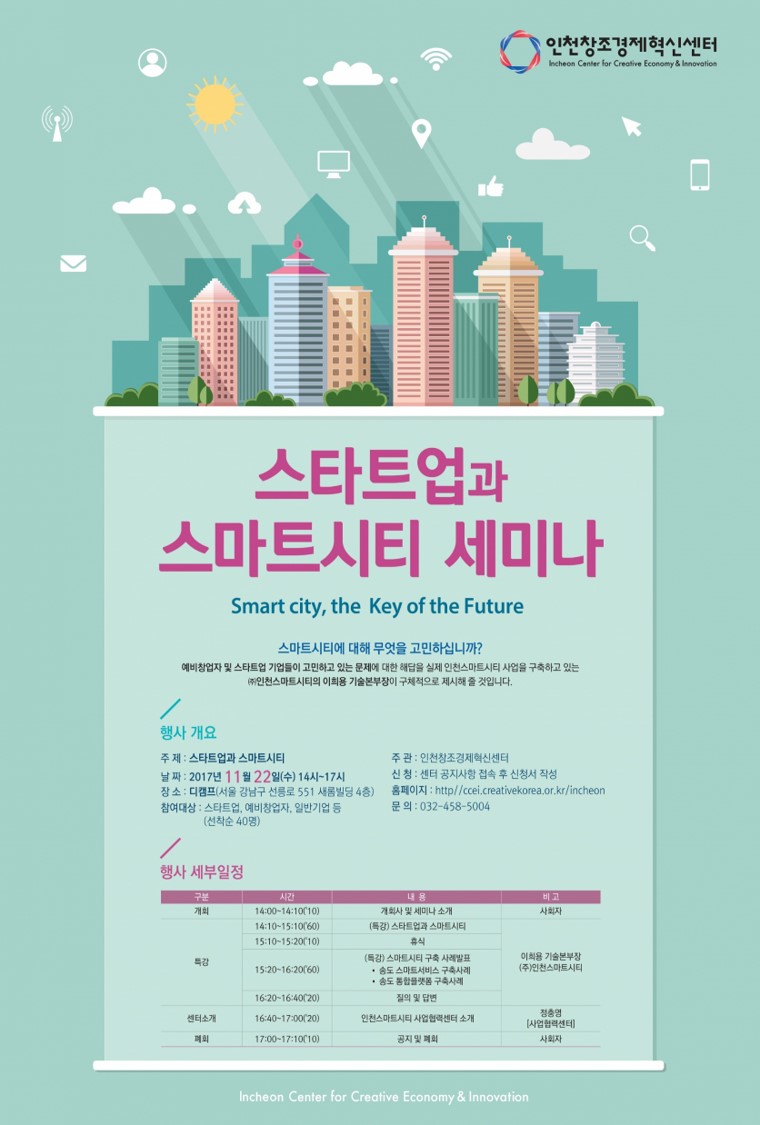 인천창조경제혁신센터
Incheon Center for Creative Economy & Innovation
스타트업과
스마트시티 세미나
Smart city, the Key of the Future
스마트시티에 대해 무엇을 고민하십니까?
예비창업자 및 스타트업 기업들이 고민하고 있는 문제에 대한 해답을 실제 인천스마트시티 사업을 구축하고 있는
㈜인천스마트시티의 이희용 기술본부장이 구체적으로 제시해 줄 것입니다.
행사 개요
주 제 : 스타트업과 스마트시티
날 짜 : 2017년 11월 22일(수) 14시~17시
장 소 : 디캠프(서울 강남구 선릉로 551 새롬빌딩 4층)
참여대상 : 스타트업, 예비창업자, 일반기업 등
(선착순 40명)
주 관 : 인천창조경제혁신센터
신 청 : 센터 공지사항 접속 후 신청서 작성
홈페이지 : http//ccei.creativekorea.or.kr/incheon
문 의 : 032-458-5004
행사 세부일정
구분 시간 내 용 비 고
개회 14:00~14:10('10) 개회사 및 세미나 소개 사회자
특강 14:10~15:10('60) (특강) 스타트업과 스마트시티
15:10~15:20('10) 휴식
15:20~16:20('60) (특강) 스마트시티 구축 사례발표
• 송도 스마트서비스 구축사례
• 송도 통합플랫폼 구축사례
이희용 기술본부장
(주)인천스마트시티
16:20~16:40('20) 질의 및 답변
센터소개 16:40~17:00('20) 인천스마트시티 사업협력센터 소개 정충영
[사업협력센터]
폐회 17:00~17:10('10) 공지 및 폐회 사회자
Incheon Center for Creative Economy & Innovation